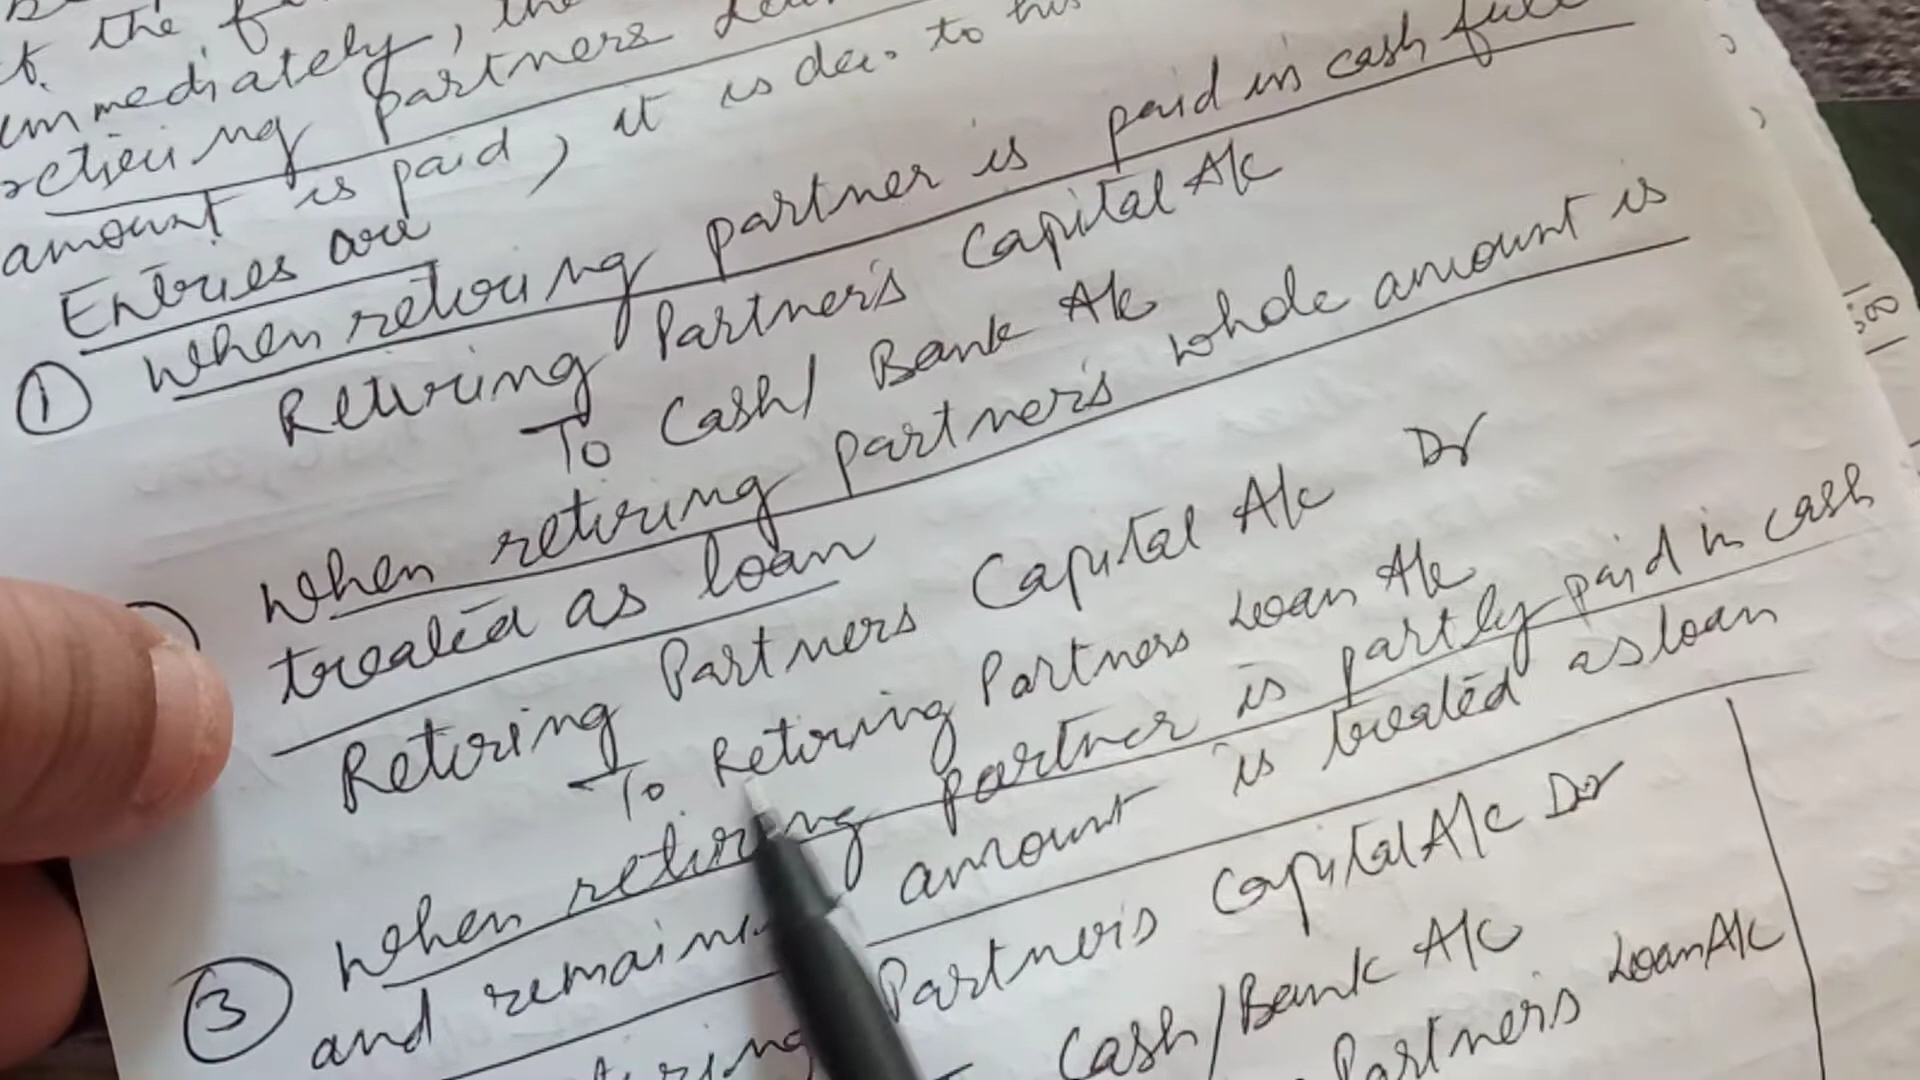 the
immediately, the
retiring partners
amount is paid, it is due. to his
Entries are
① When retiring partner is paid in cash full
Retiring Partner's Capital A/c
To Cash/ Bank A/c
When retiring partner's whole amount is
treated as loan
Retiring Partners Capital A/c Dr
To Retiring Partners Loan A/c
③ When retiring partner is partly paid in cash
and remaining amount is treated as loan
Partner's Capital A/c Dr
Cash/Bank A/c
Partner's Loan A/c